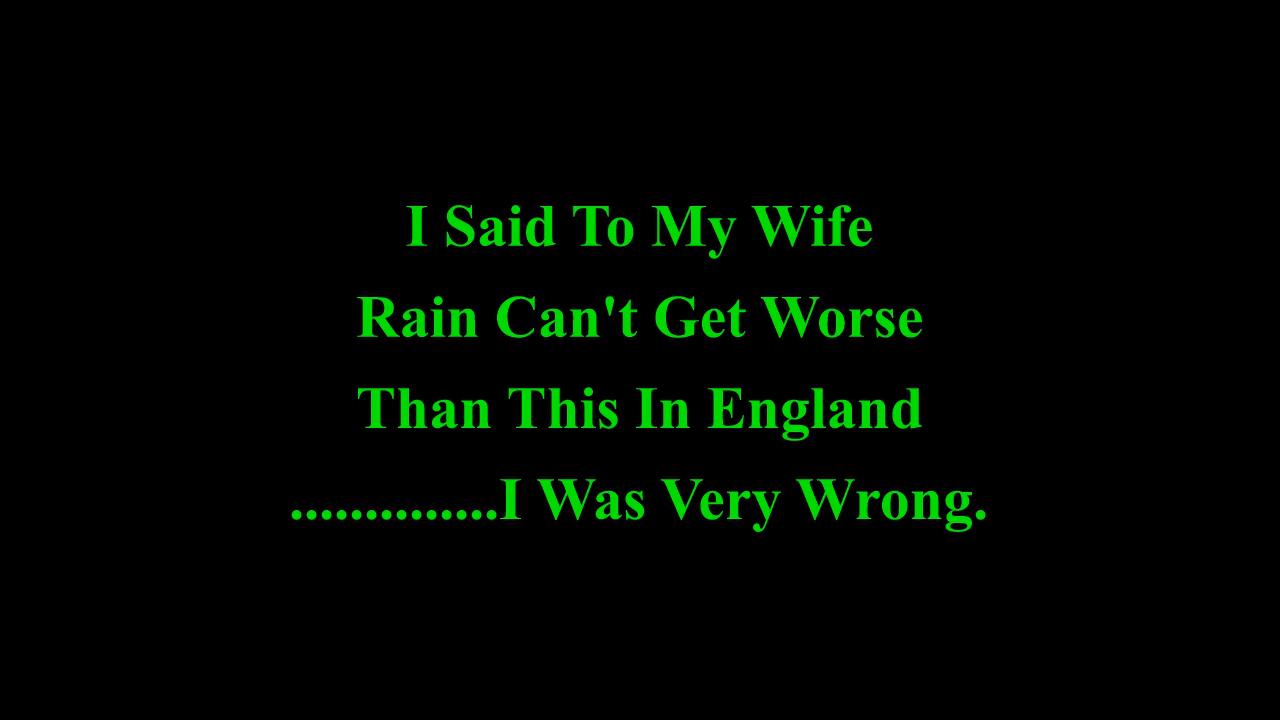 I Said To My Wife
Rain Can't Get Worse
Than This In England
..............I Was Very Wrong.